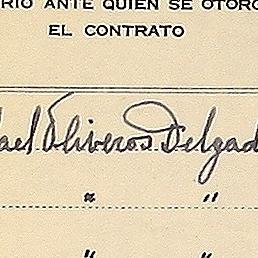 RIO ANTE QUIEN SE OTORG
EL CONTRATO
ael Oliveros Delgad
" "
" "